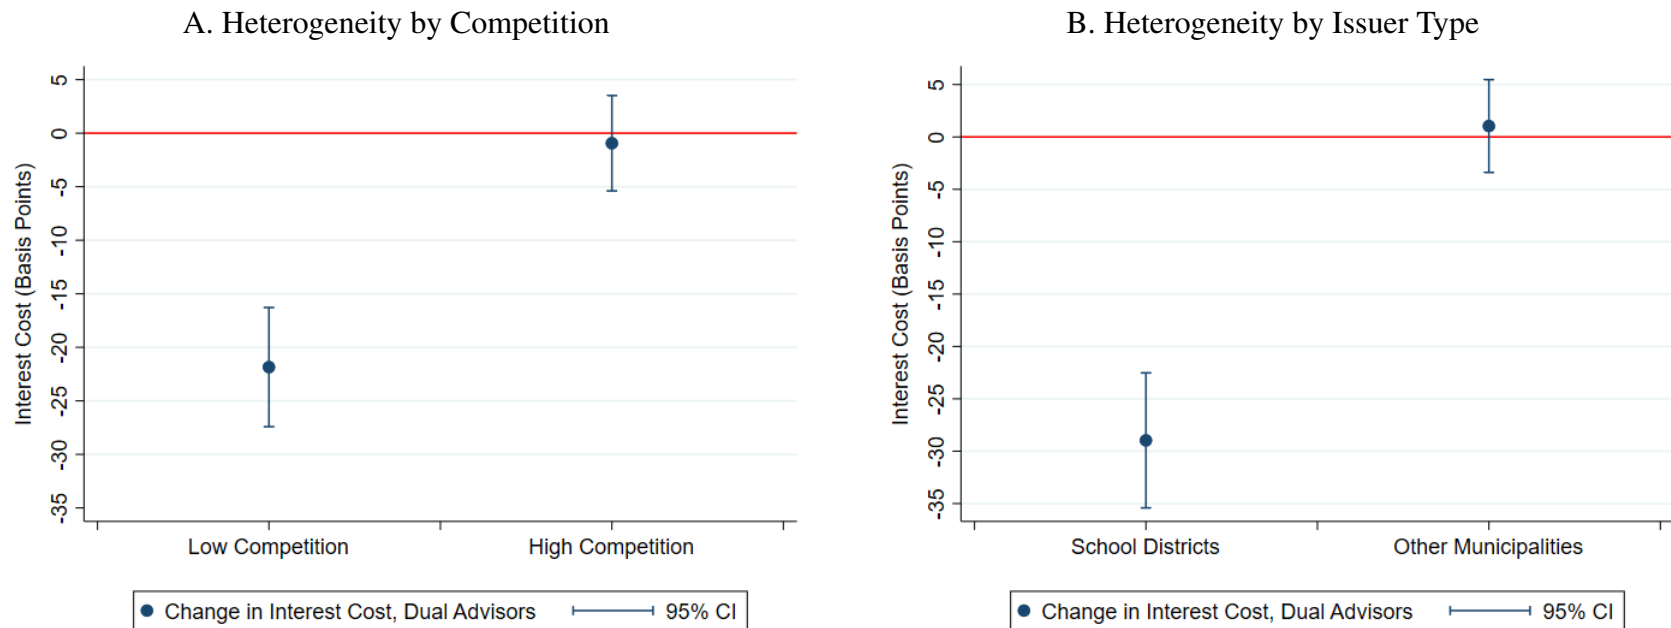 A. Heterogeneity by Competition
Interest Cost (Basis Points)
5
0
-5
-10
-15
-20
-25
-30
-35
Low Competition
High Competition
Change in Interest Cost, Dual Advisors
95% CI
B. Heterogeneity by Issuer Type
Interest Cost (Basis Points)
5
0
-5
-10
-15
-20
-25
-30
-35
School Districts
Other Municipalities
Change in Interest Cost, Dual Advisors
95% CI